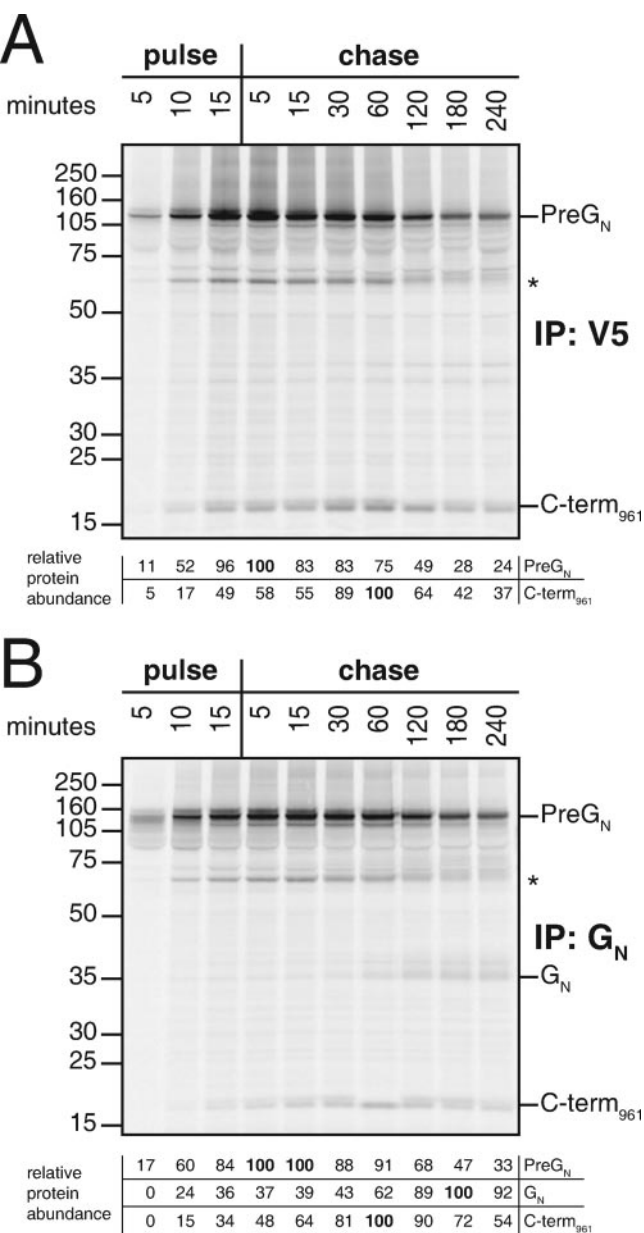 A
pulse chase
minutes 5 10 15 5 15 30 60 120 180 240
250
160
105
75
50
35
30
25
15
PreGN
*
IP: V5
C-term961
relative protein abundance
11 52 96 100 83 83 75 49 28 24 PreGN
5 17 49 58 55 89 100 64 42 37 C-term961
B
pulse chase
minutes 5 10 15 5 15 30 60 120 180 240
250
160
105
75
50
35
30
25
15
PreGN
*
IP: GN
GN
C-term961
relative protein abundance
17 60 84 100 100 88 91 68 47 33 PreGN
0 24 36 37 39 43 62 89 100 92 GN
0 15 34 48 64 81 100 90 72 54 C-term961